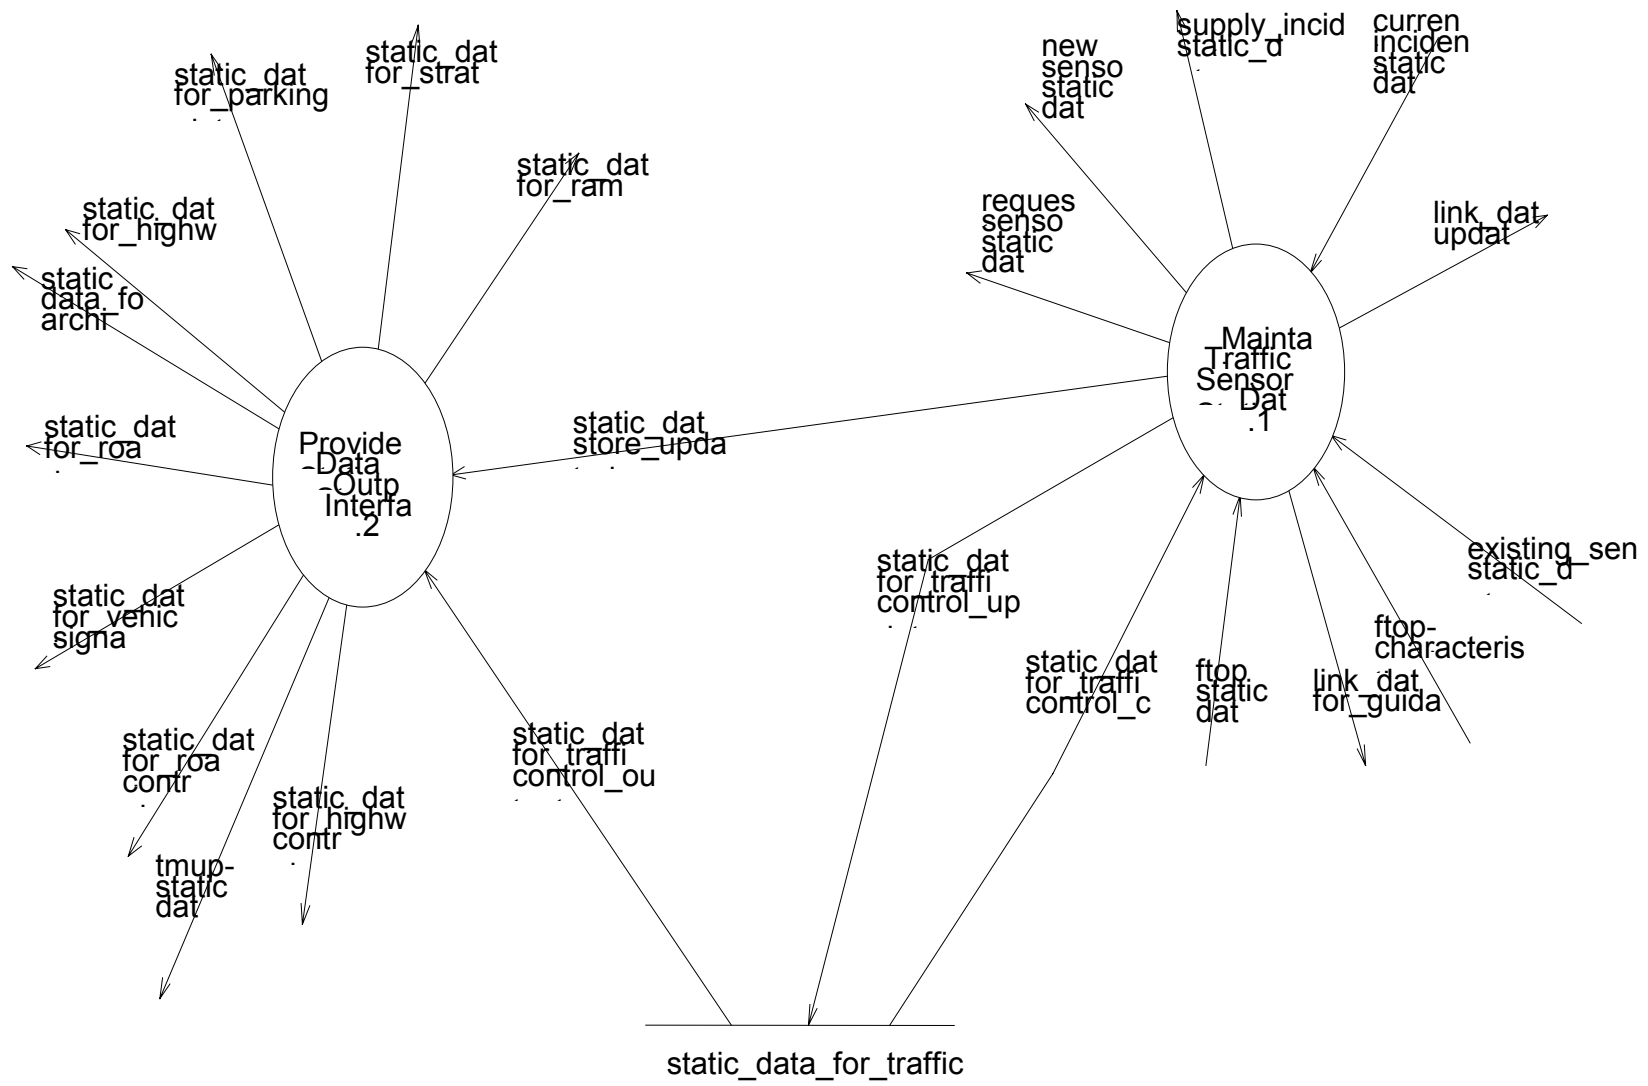 static_dat
for_strat
static_dat
for_parking
static_dat
for_ram
static_dat
for_highw
static
data_fo
archi
static_dat
for_roa
Provide
Data
Outp
Interfa
.2
static_dat
store_upda
static_dat
for_vehic
signa
static_dat
for_roa
contr
tmup-
static
dat
static_dat
for_highw
contr
static_dat
for_traffi
control_ou
supply_incid
static_d
curren
inciden
static
dat
new
senso
static
dat
reques
senso
static
dat
link_dat
updat
_Mainta
Traffic
Sensor
Dat
.1
static_dat
for_traffi
control_up
static_dat
for_traffi
control_c
ftop
static
dat
link_dat
for_guida
ftop-
characteris
existing_sen
static_d
static_data_for_traffic